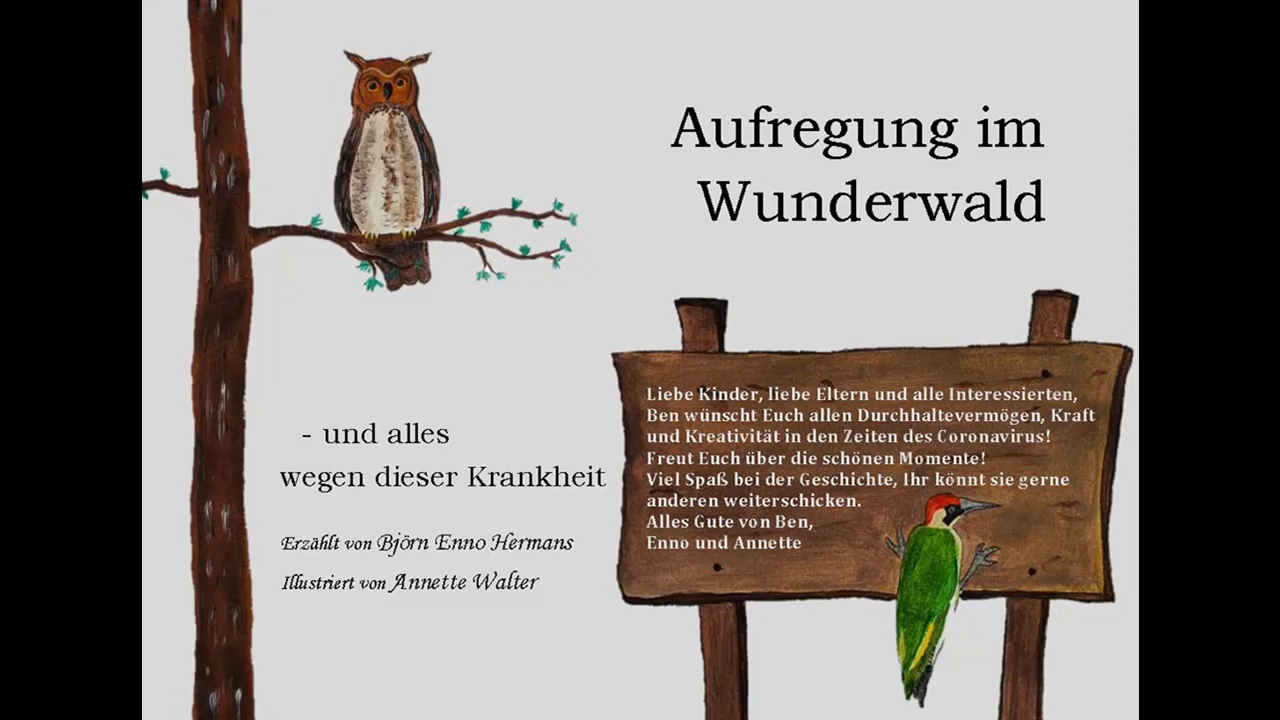 Aufregung im
Wunderwald
- und alles
wegen dieser Krankheit
Erzählt von Björn Enno Hermans
Illustriert von Annette Walter
Liebe Kinder, liebe Eltern und alle Interessierten,
Ben wünscht Euch allen Durchhaltevermögen, Kraft
und Kreativität in den Zeiten des Coronavirus!
Freut Euch über die schönen Momente!
Viel Spaß bei der Geschichte, Ihr könnt sie gerne
anderen weiterschicken.
Alles Gute von Ben,
Enno und Annette